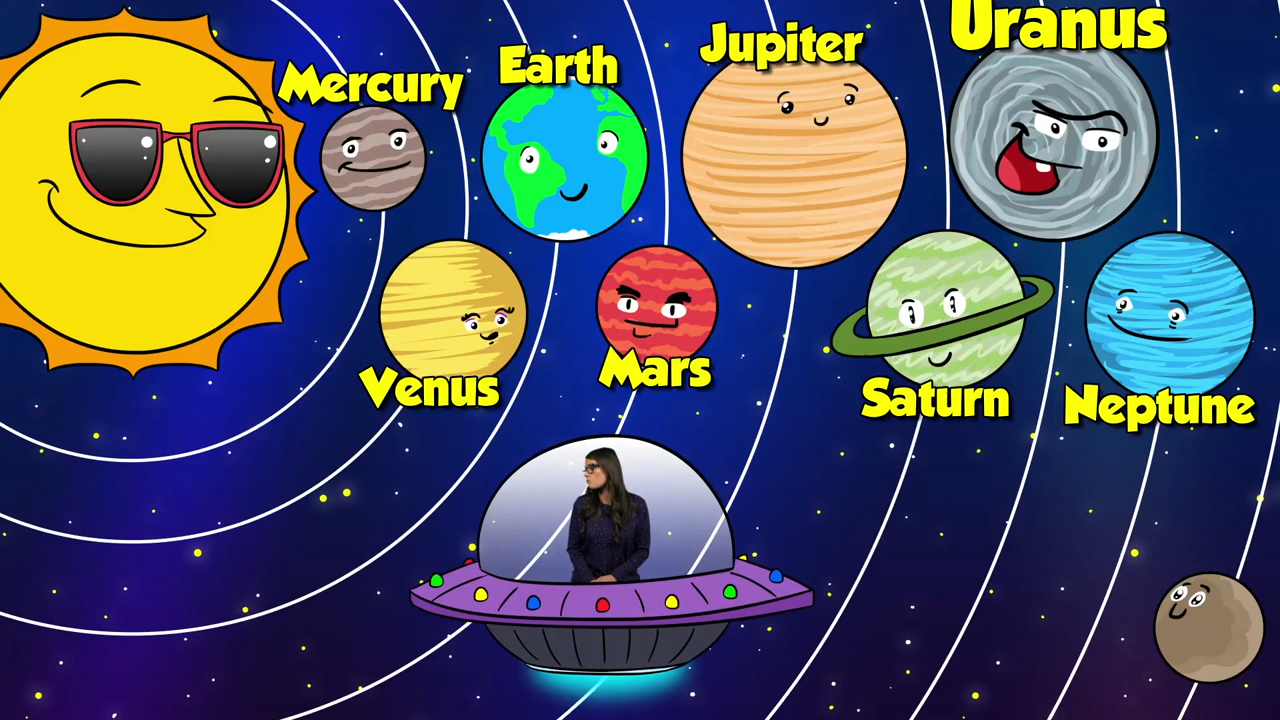 Mercury
Earth
Jupiter
Uranus
Venus
Mars
Saturn
Neptune